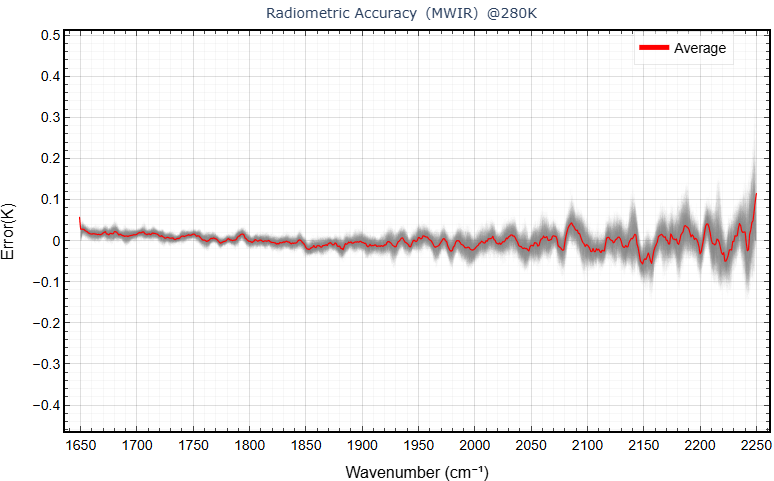 Radiometric Accuracy (MWIR) @280K
Average
0.5
0.4
0.3
0.2
0.1
0
−0.1
−0.2
−0.3
−0.4
Error(K)
1650 1700 1750 1800 1850 1900 1950 2000 2050 2100 2150 2200 2250
Wavenumber (cm⁻¹)